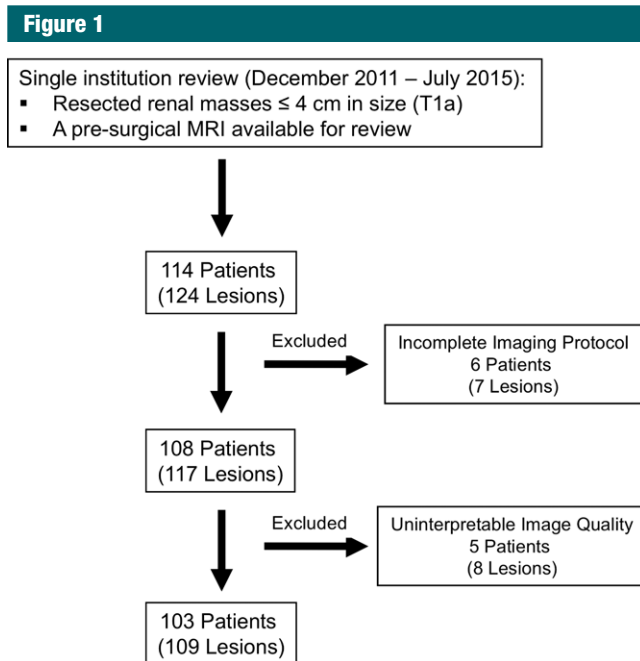 Figure 1
Single institution review (December 2011 – July 2015):
▪ Resected renal masses ≤ 4 cm in size (T1a)
▪ A pre-surgical MRI available for review
114 Patients
(124 Lesions)
Excluded
Incomplete Imaging Protocol
6 Patients
(7 Lesions)
108 Patients
(117 Lesions)
Excluded
Uninterpretable Image Quality
5 Patients
(8 Lesions)
103 Patients
(109 Lesions)